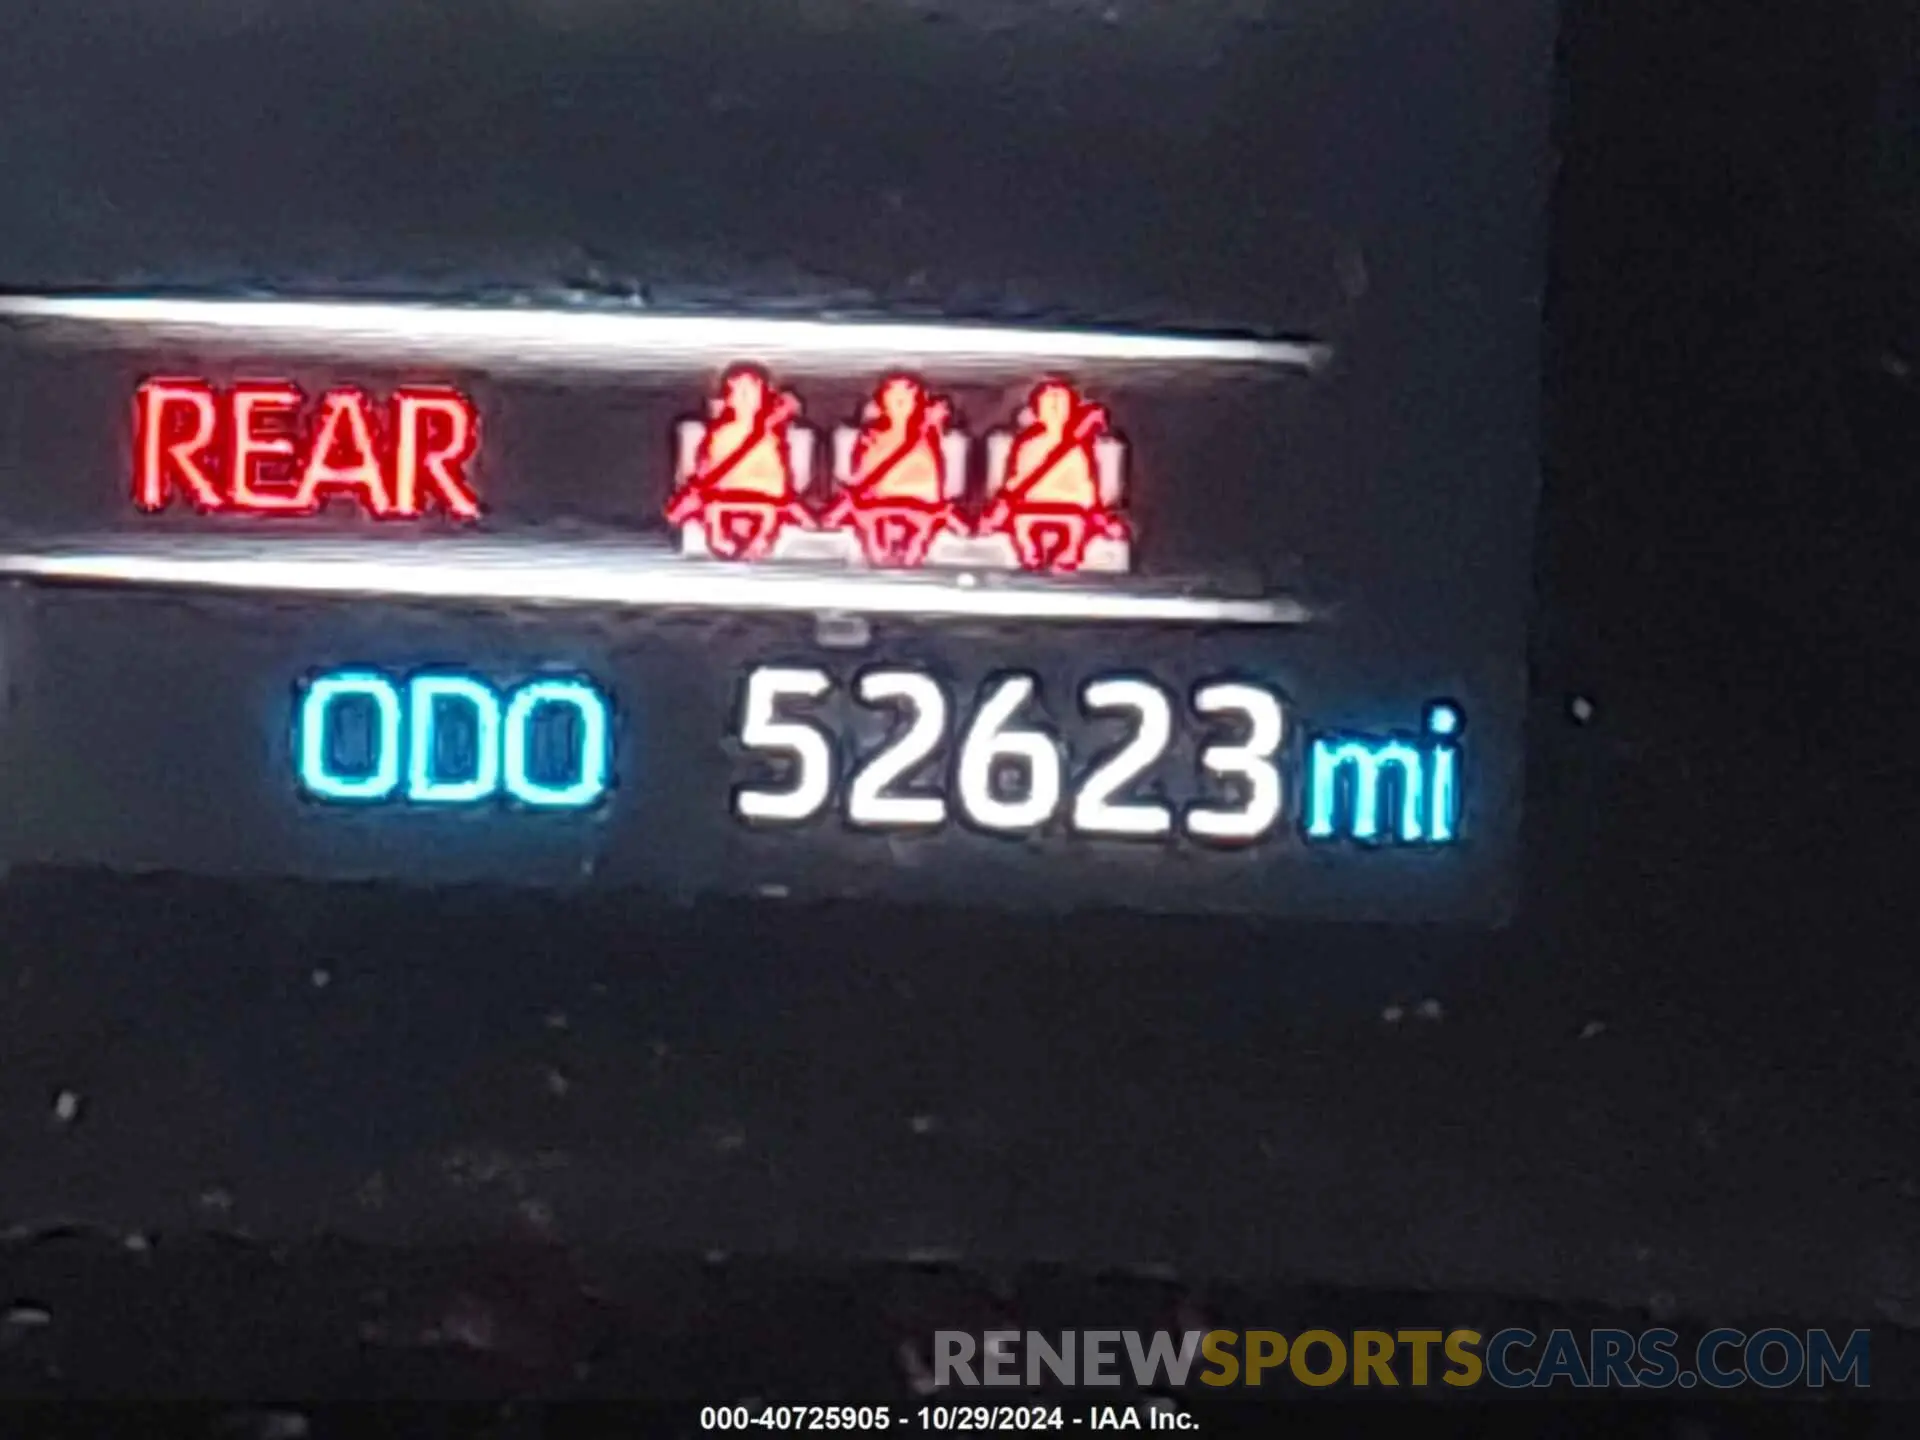 REAR
ODO 52623 mi
RENEWSPORTSCARS.COM
000-40725905 - 10/29/2024 - IAA Inc.